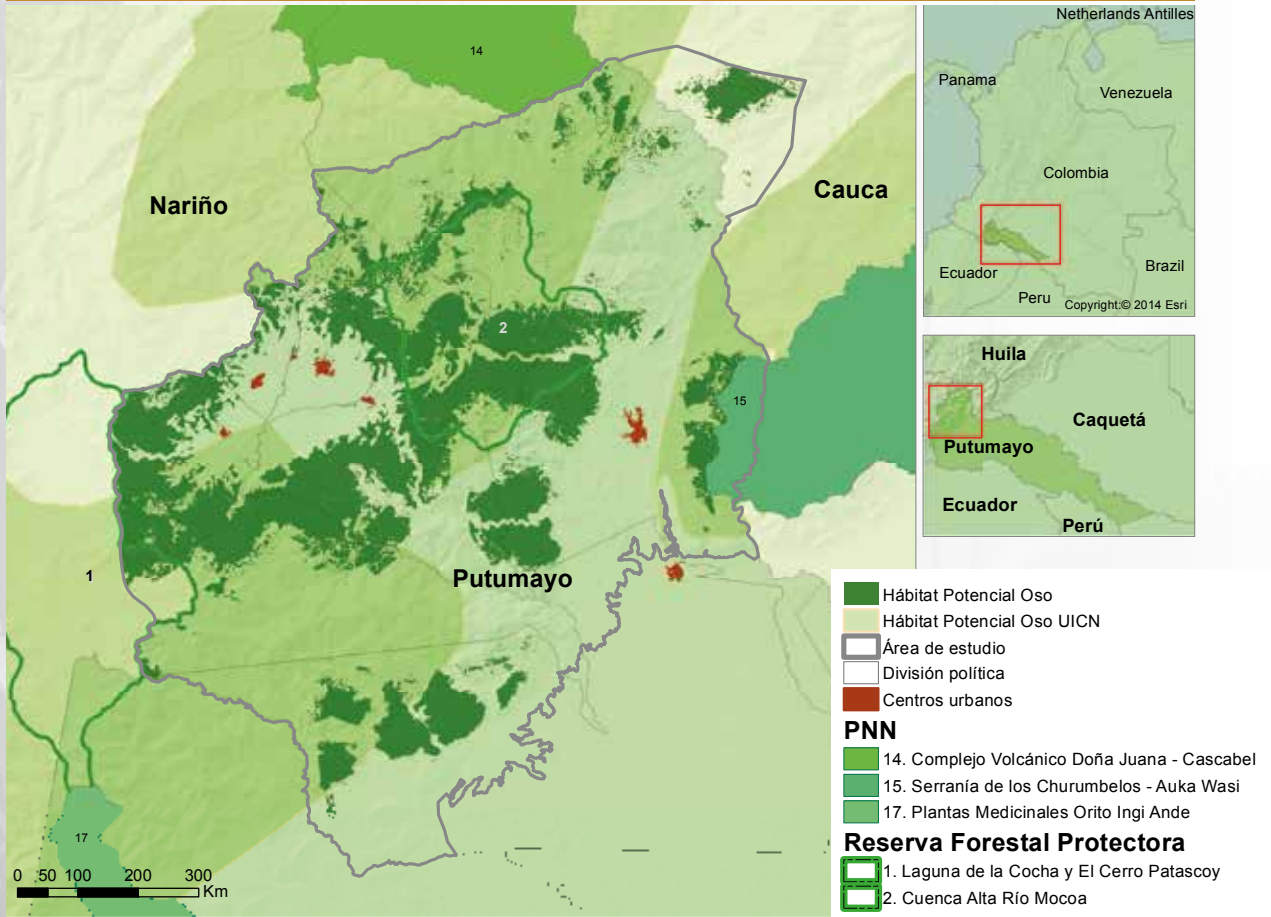 14
Nariño
Cauca
2
15
1
Putumayo
17
0 50 100 200 300
Km
Netherlands Antilles
Panama
Venezuela
Colombia
Ecuador
Brazil
Peru
Copyright:© 2014 Esri
Huila
Caquetá
Putumayo
Ecuador
Perú
Hábitat Potencial Oso
Hábitat Potencial Oso UICN
Área de estudio
División política
Centros urbanos
PNN
14. Complejo Volcánico Doña Juana - Cascabel
15. Serranía de los Churumbelos - Auka Wasi
17. Plantas Medicinales Orito Ingi Ande
Reserva Forestal Protectora
1. Laguna de la Cocha y El Cerro Patascoy
2. Cuenca Alta Río Mocoa